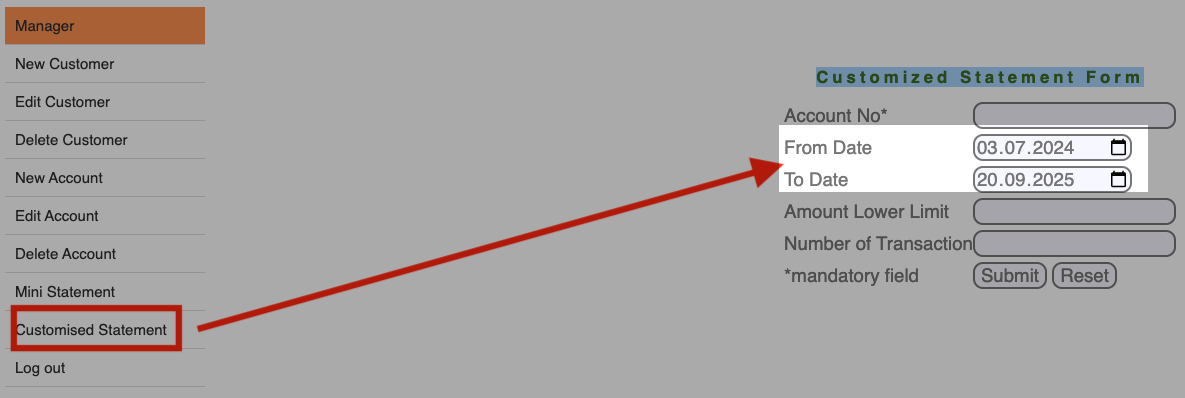 Manager
New Customer
Edit Customer
Delete Customer
New Account
Edit Account
Delete Account
Mini Statement
Customised Statement
Log out
Customized Statement Form
Account No*
From Date 03.07.2024
To Date 20.09.2025
Amount Lower Limit
Number of Transaction
*mandatory field Submit Reset